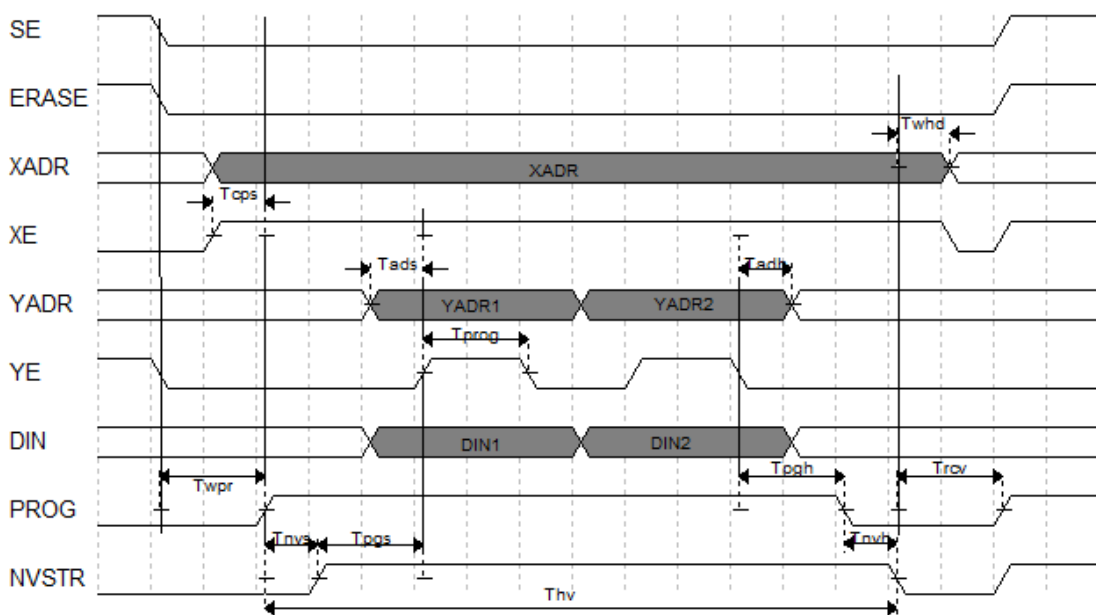 SE
ERASE
Twhd
XADR
XADR
Tcps
XE
Tads
Tadh
YADR
YADR1
YADR2
Tprog
YE
DIN
DIN1
DIN2
Twpr
Tpgh
Trcv
PROG
Tnvs
Tpgs
Tnvh
NVSTR
Thv